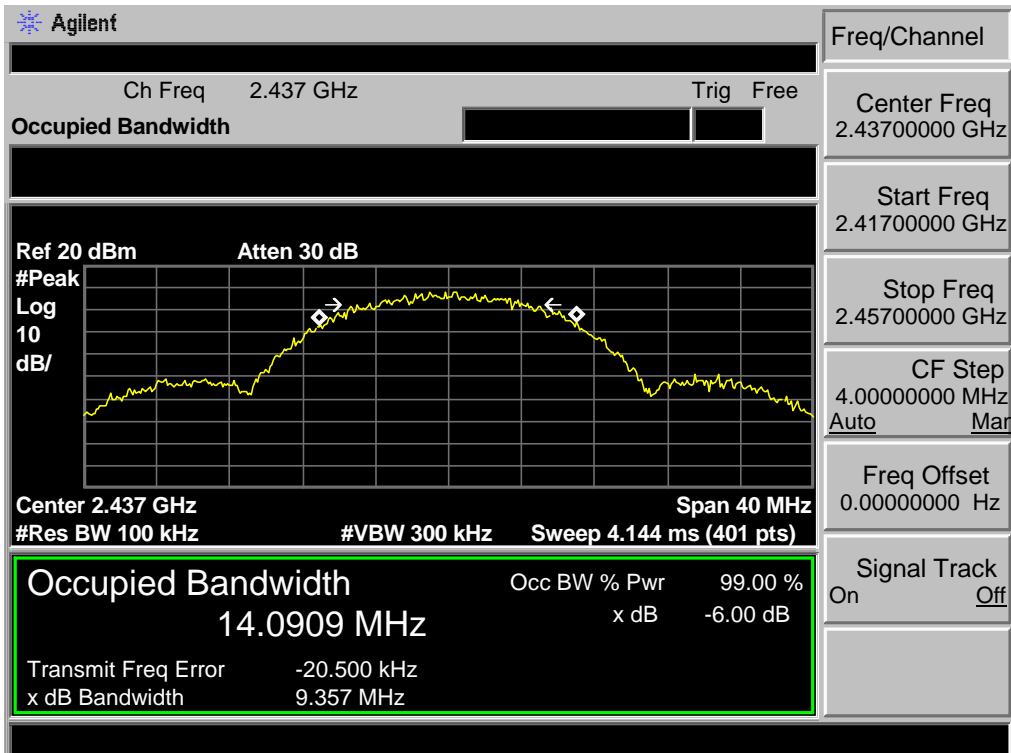 Agilent
Freq/Channel
Ch Freq 2.437 GHz Trig Free
Occupied Bandwidth
Center Freq
2.43700000 GHz
Start Freq
2.41700000 GHz
Stop Freq
2.45700000 GHz
CF Step
4.00000000 MHz
Auto Man
Freq Offset
0.00000000 Hz
Signal Track
On Off
Ref 20 dBm Atten 30 dB
#Peak
Log
10
dB/
Center 2.437 GHz Span 40 MHz
#Res BW 100 kHz #VBW 300 kHz Sweep 4.144 ms (401 pts)
Occupied Bandwidth
14.0909 MHz
Occ BW % Pwr 99.00 %
x dB -6.00 dB
Transmit Freq Error -20.500 kHz
x dB Bandwidth 9.357 MHz